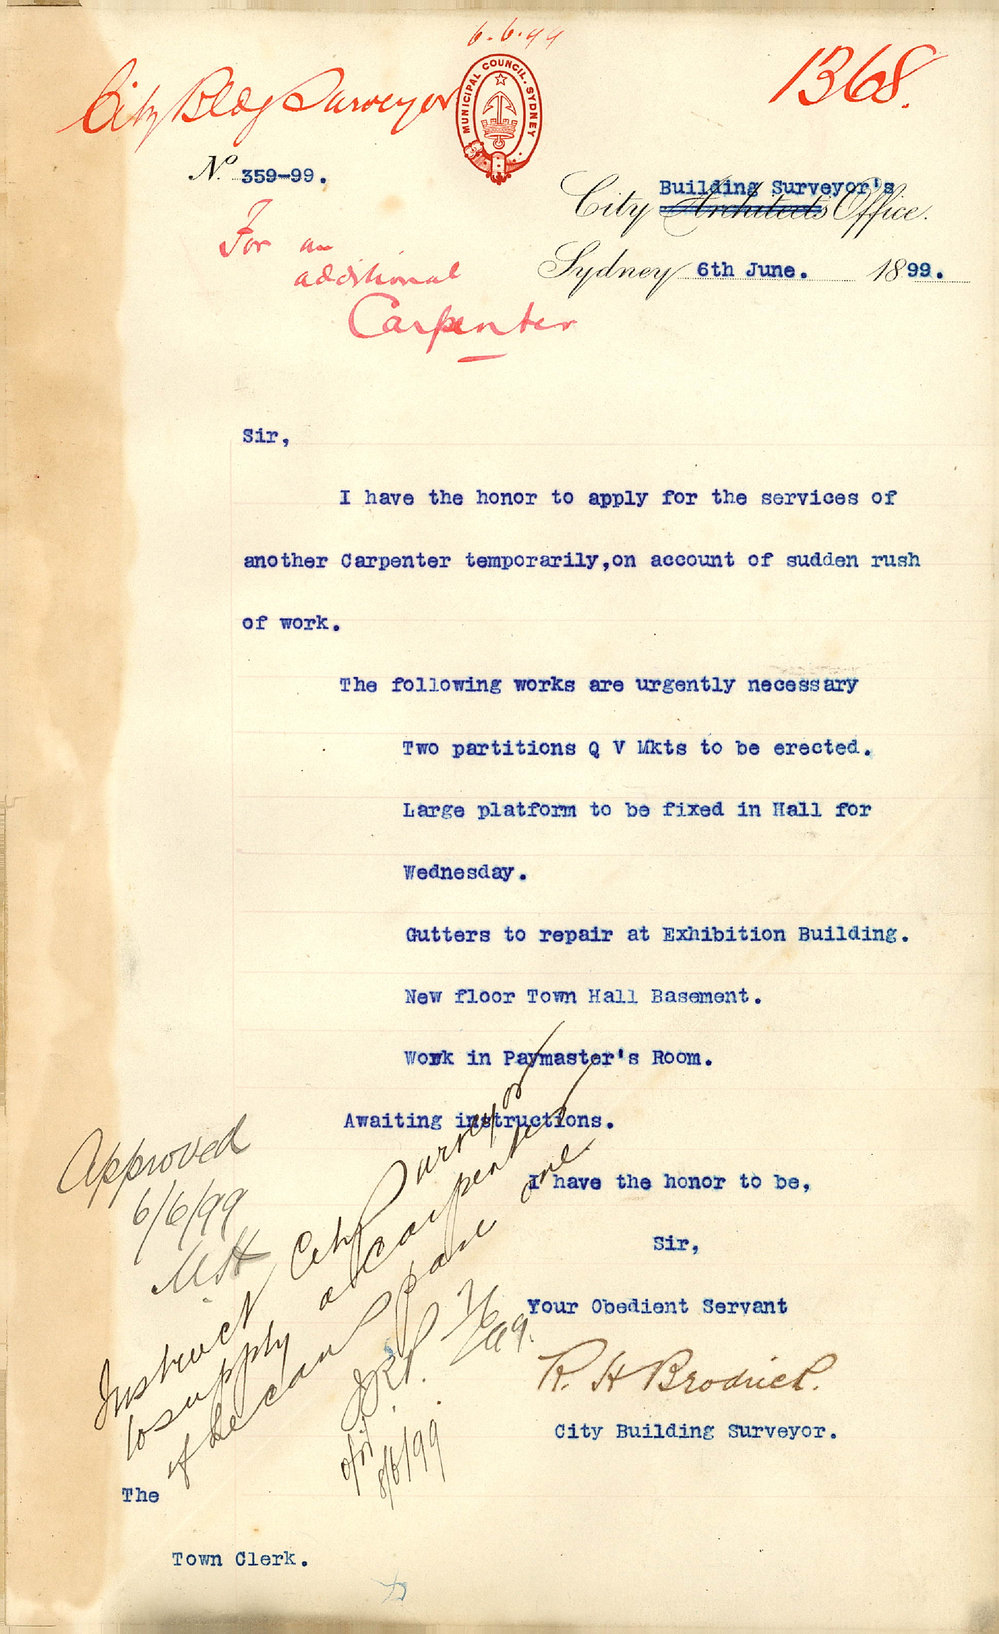 6.6.99
1368.
City Bldg Surveyor
MUNICIPAL COUNCIL. SYDNEY
No. 359-99.
Building Surveyor's
City Architects Office.
For an
additional
Carpenter
Sydney 6th June. 1899.
Sir,
I have the honor to apply for the services of
another Carpenter temporarily,on account of sudden rush
of work.
The following works are urgently necessary
Two partitions Q V Mkts to be erected.
Large platform to be fixed in Hall for
Wednesday.
Gutters to repair at Exhibition Building.
New floor Town Hall Basement.
Work in Paymaster's Room.
Awaiting instructions.
I have the honor to be,
Sir,
Your Obedient Servant
R. H Brodrick.
City Building Surveyor.
Approved
6/6/99
Instruct City Surveyor
to supply a Carpenter
if he can spare one.
7/6/99.
8/6/99
The
Town Clerk.